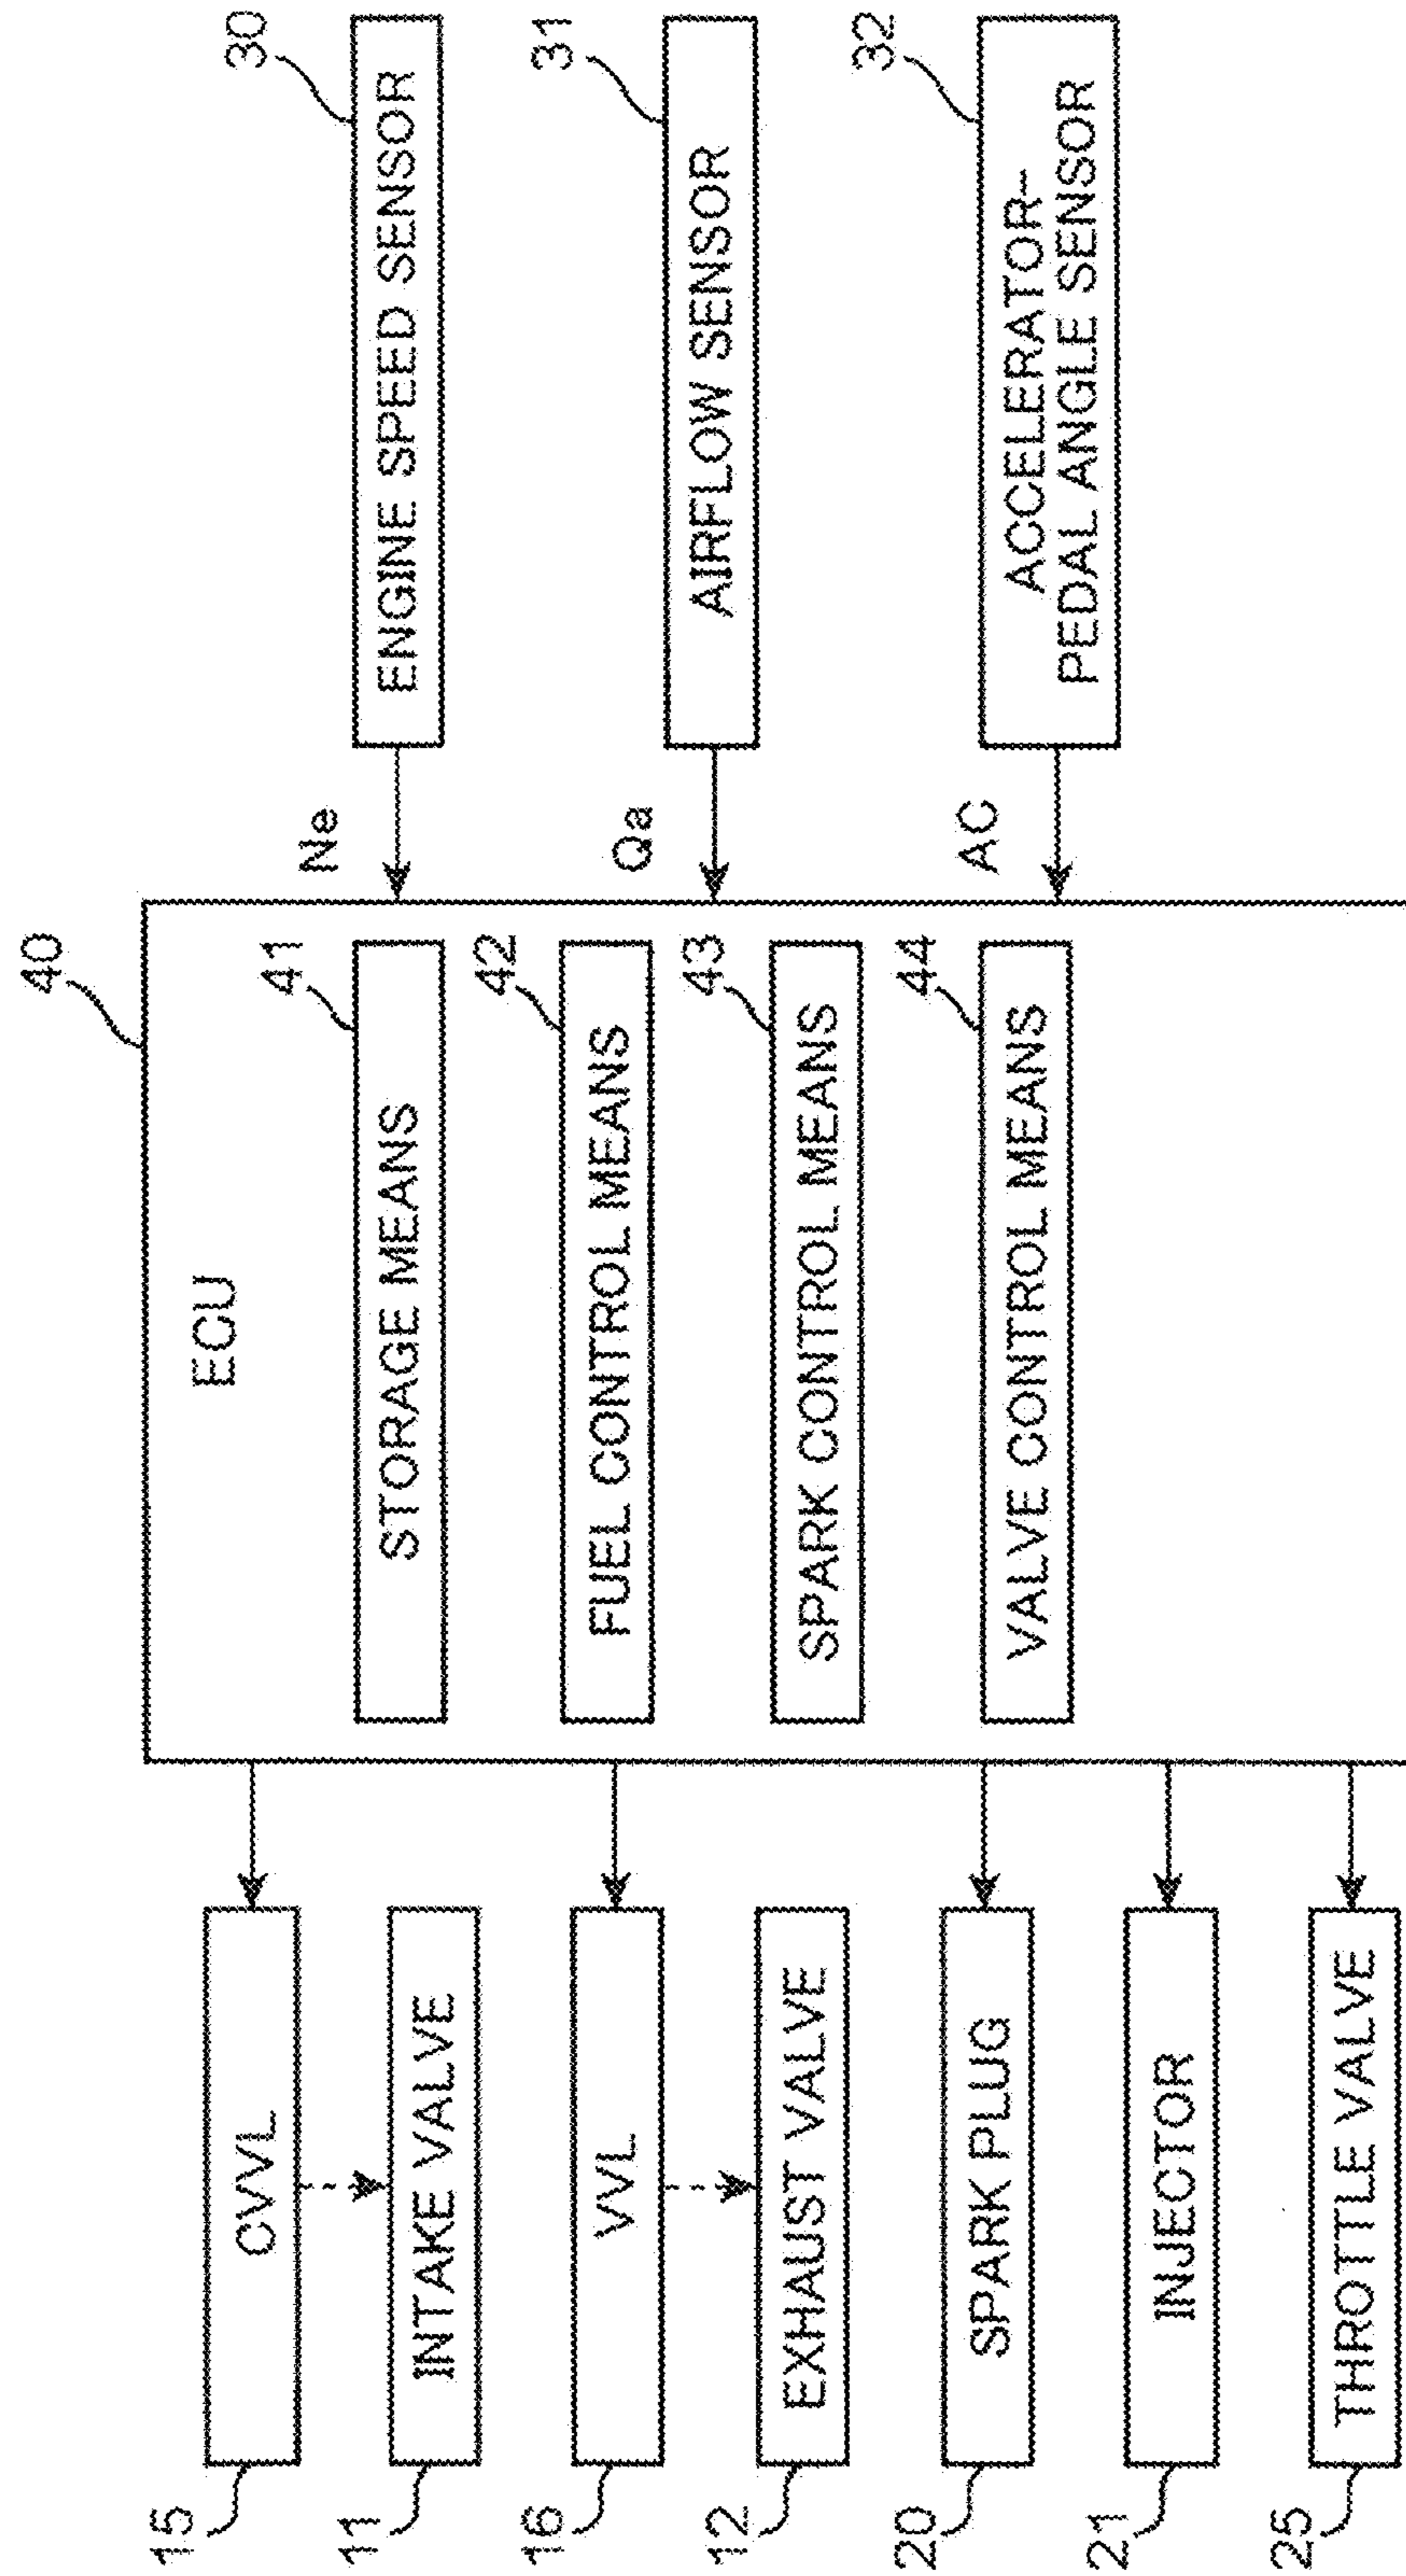 40
ECU
41
STORAGE MEANS
42
FUEL CONTROL MEANS
43
SPARK CONTROL MEANS
44
VALVE CONTROL MEANS
15
CVVL
11
INTAKE VALVE
16
VVL
12
EXHAUST VALVE
20
SPARK PLUG
21
INJECTOR
25
THROTTLE VALVE
Ne
30
ENGINE SPEED SENSOR
Qa
31
AIRFLOW SENSOR
AC
32
ACCELERATOR-
PEDAL ANGLE SENSOR